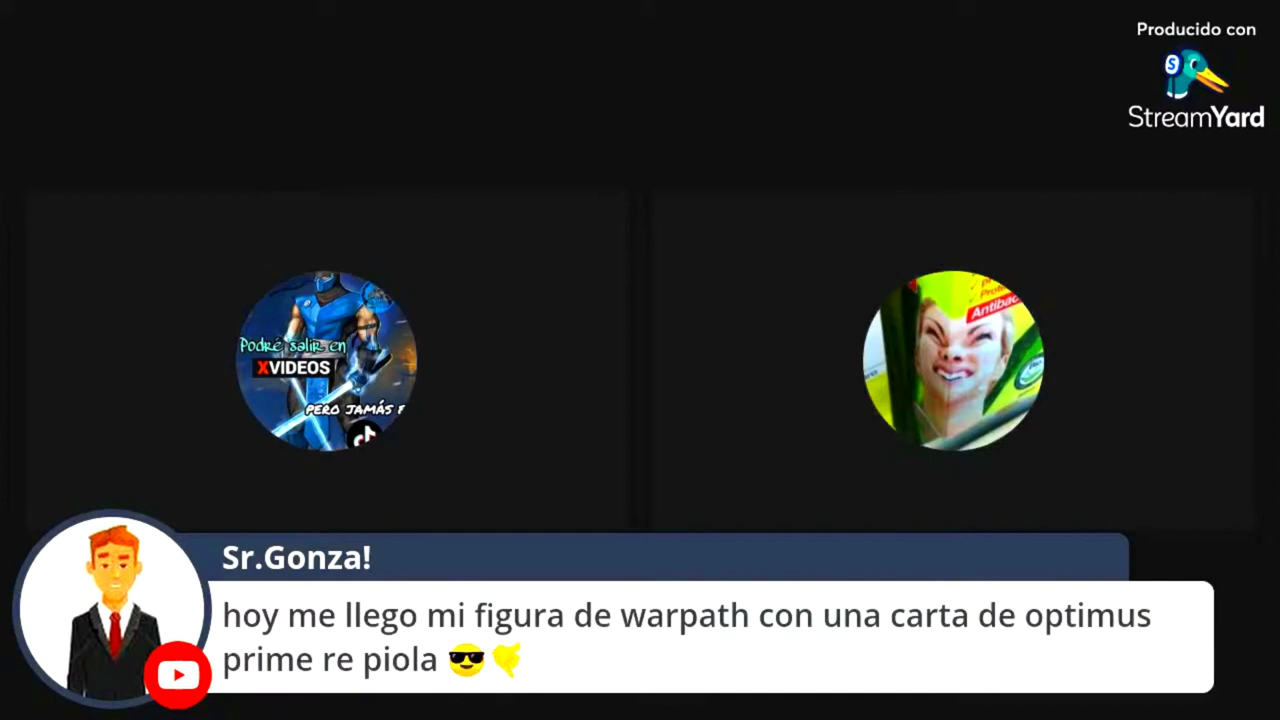 Producido con
S
StreamYard
Podré salir en
XVIDEOS
PERO JAMÁS F
Antibac
Sr.Gonza!
hoy me llego mi figura de warpath con una carta de optimus
prime re piola 😎🤙